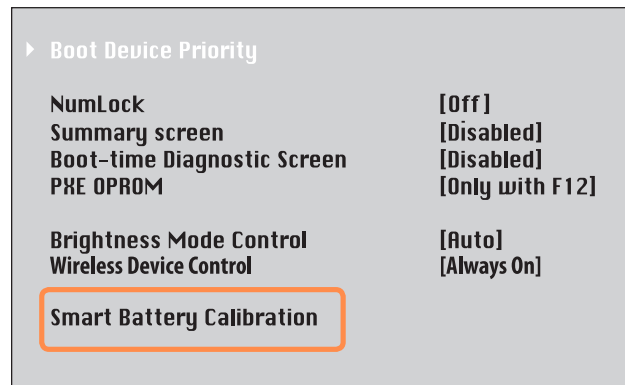 Boot Device Priority
NumLock [Off]
Summary screen [Disabled]
Boot-time Diagnostic Screen [Disabled]
PXE OPROM [Only with F12]
Brightness Mode Control [Auto]
Wireless Device Control [Always On]
Smart Battery Calibration